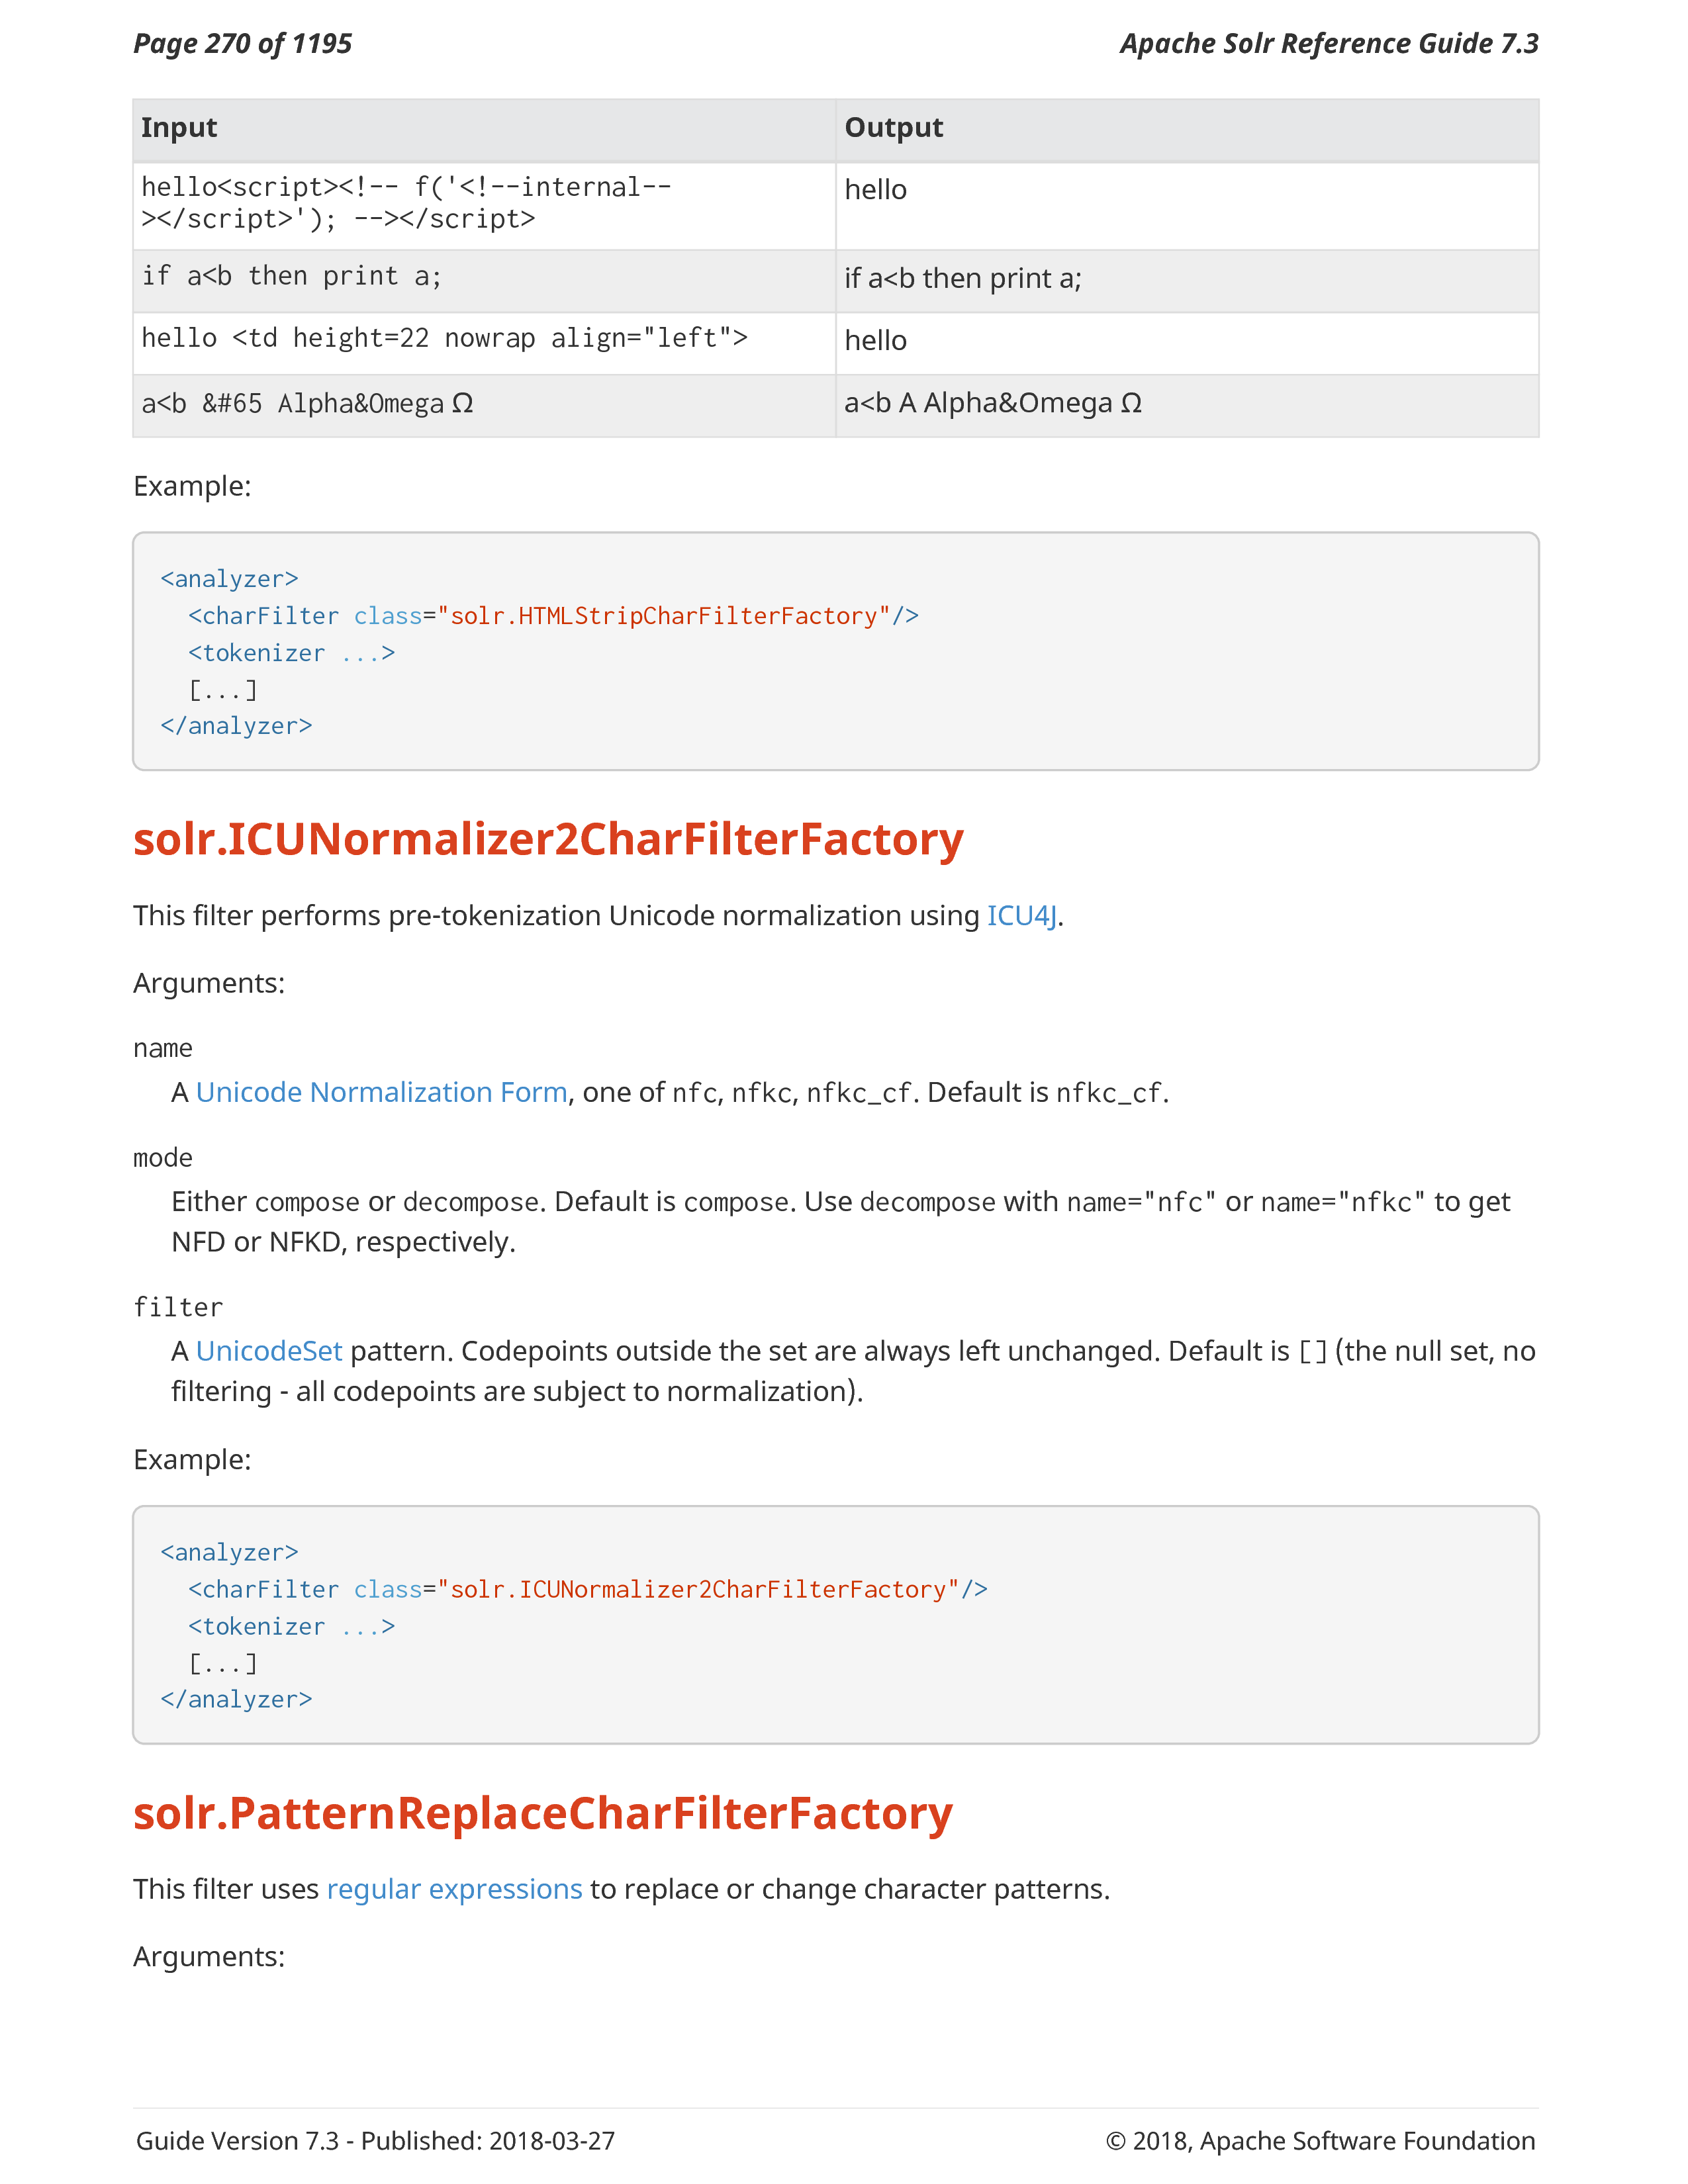 Page 270 of 1195
Apache Solr Reference Guide 7.3
Input
Output
hello<script><!-- f('<!--internal--
></script>'); --></script>
hello
if a<b then print a;
if a<b then print a;
hello <td height=22 nowrap align="left">
hello
a<b &#65 Alpha&Omega Ω
a<b A Alpha&Omega Ω
Example:
<analyzer>
  <charFilter class="solr.HTMLStripCharFilterFactory"/>
  <tokenizer ...>
  [...]
</analyzer>
solr.ICUNormalizer2CharFilterFactory
This filter performs pre-tokenization Unicode normalization using ICU4J.
Arguments:
name
A Unicode Normalization Form, one of nfc, nfkc, nfkc_cf. Default is nfkc_cf.
mode
Either compose or decompose. Default is compose. Use decompose with name="nfc" or name="nfkc" to get
NFD or NFKD, respectively.
filter
A UnicodeSet pattern. Codepoints outside the set are always left unchanged. Default is [] (the null set, no
filtering - all codepoints are subject to normalization).
Example:
<analyzer>
  <charFilter class="solr.ICUNormalizer2CharFilterFactory"/>
  <tokenizer ...>
  [...]
</analyzer>
solr.PatternReplaceCharFilterFactory
This filter uses regular expressions to replace or change character patterns.
Arguments:
Guide Version 7.3 - Published: 2018-03-27
© 2018, Apache Software Foundation